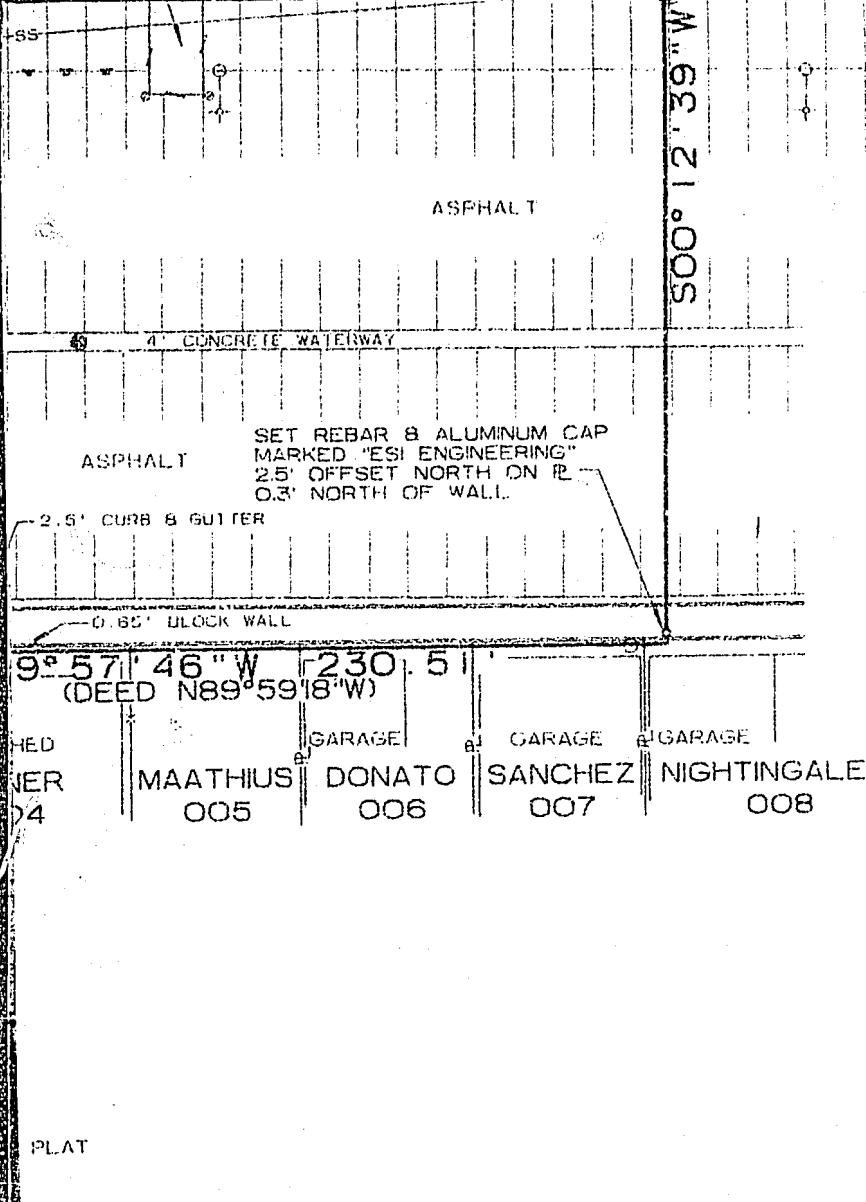 SS
S00° 12' 39" W
ASPHALT
4' CONCRETE WATERWAY
SET REBAR & ALUMINUM CAP
MARKED "ESI ENGINEERING"
2.5' OFFSET NORTH ON PL
0.3' NORTH OF WALL.
ASPHALT
2.5' CURB & GUTTER
0.65' BLOCK WALL
9° 57' 46" W 230.51'
(DEED N89°59'18"W)
HED
GARAGE
GARAGE
GARAGE
NER
04
MAATHIUS
005
DONATO
006
SANCHEZ
007
NIGHTINGALE
008
PLAT